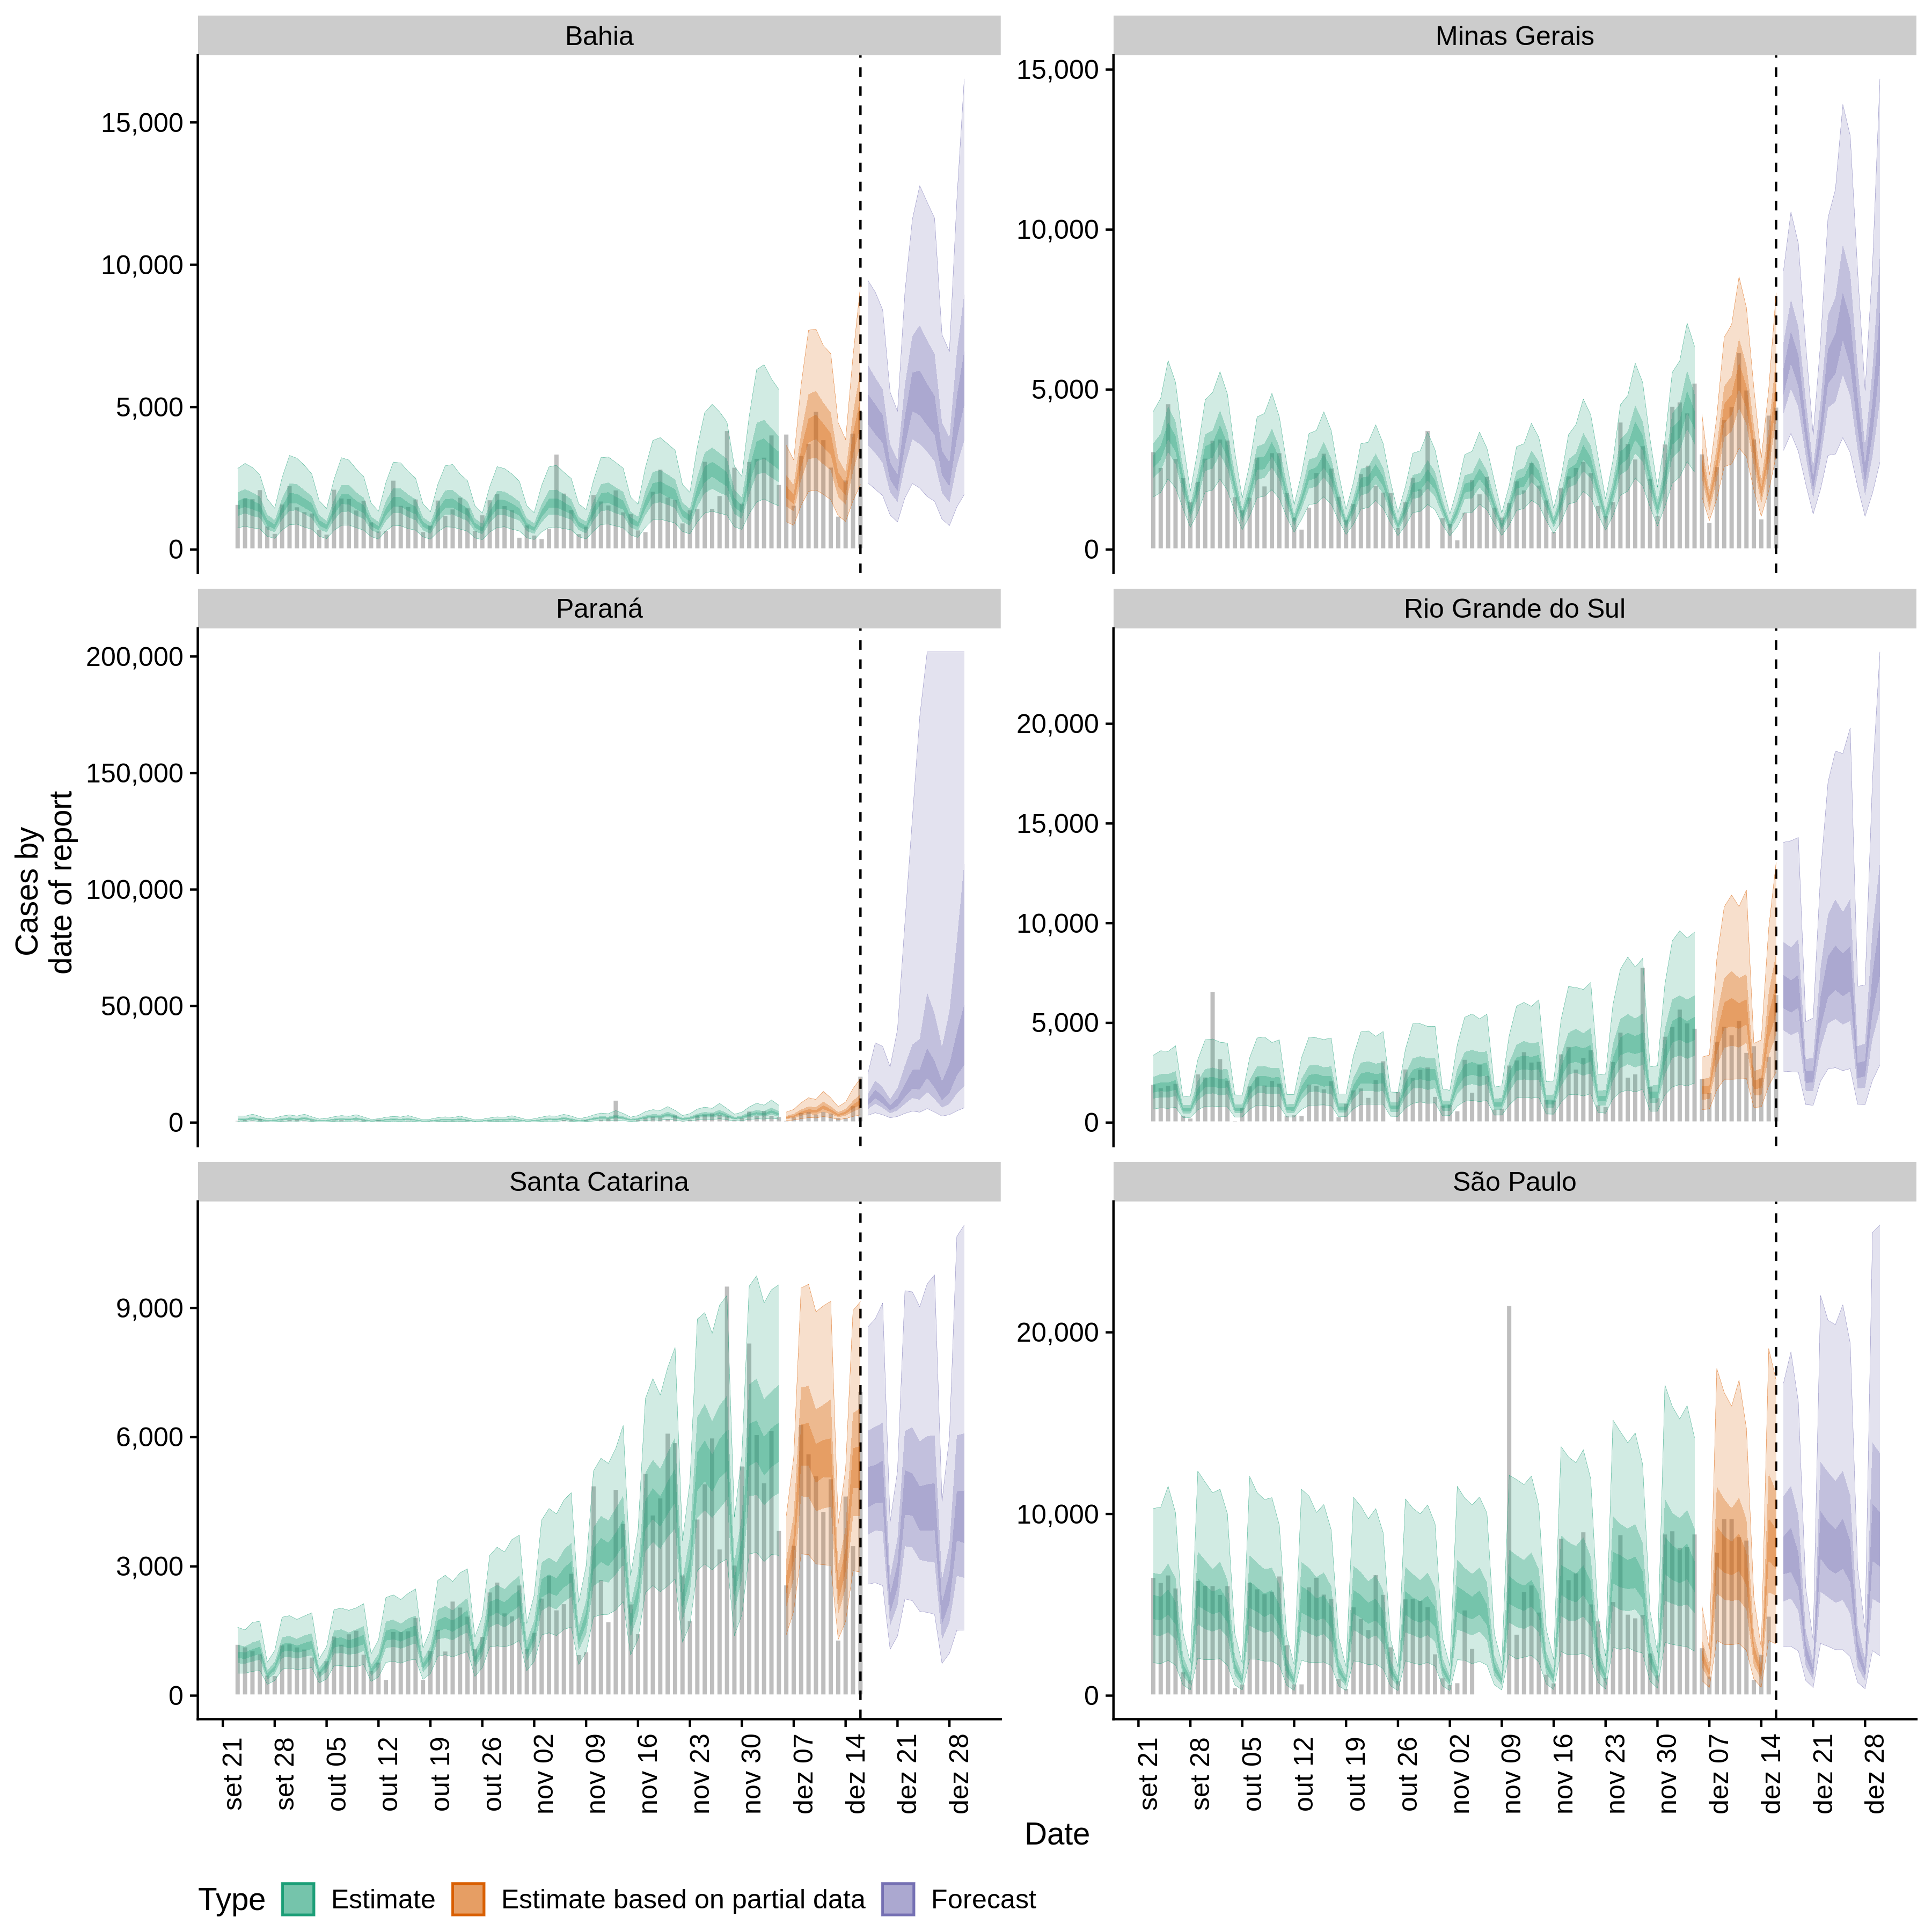 Bahia
Minas Gerais
15,000
10,000
5,000
0
15,000
10,000
5,000
0
Paraná
Rio Grande do Sul
200,000
150,000
100,000
50,000
0
20,000
15,000
10,000
5,000
0
Cases by
date of report
Santa Catarina
São Paulo
9,000
6,000
3,000
0
20,000
10,000
0
set 21
set 28
out 05
out 12
out 19
out 26
nov 02
nov 09
nov 16
nov 23
nov 30
dez 07
dez 14
dez 21
dez 28
set 21
set 28
out 05
out 12
out 19
out 26
nov 02
nov 09
nov 16
nov 23
nov 30
dez 07
dez 14
dez 21
dez 28
Date
Type Estimate Estimate based on partial data Forecast